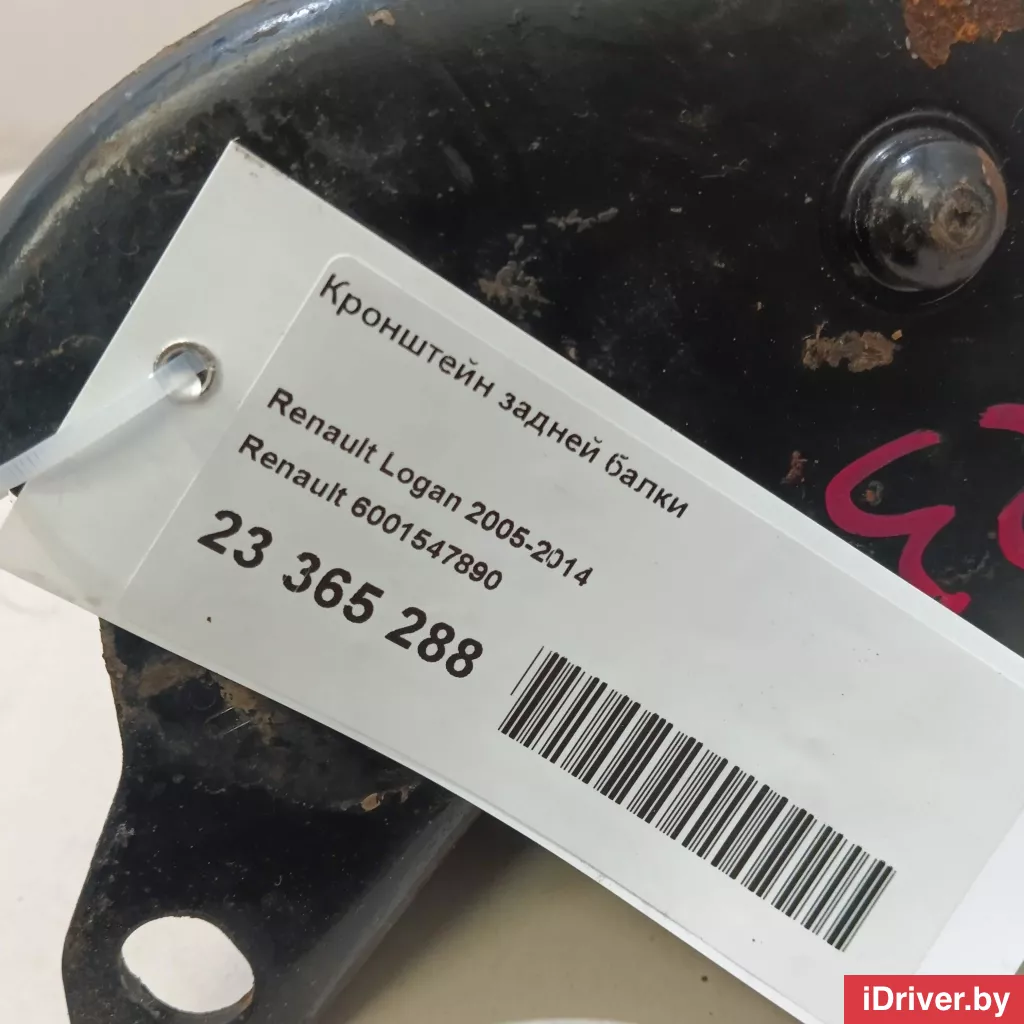 Кронштейн задней балки
Renault Logan 2005-2014
Renault 6001547890
23 365 288
iDriver.by